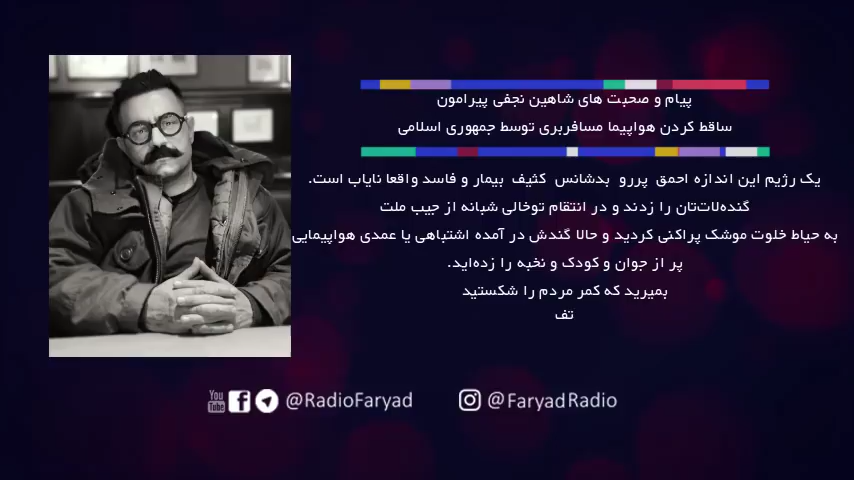 پیام و صحبت های شاهین نجفی پیرامون
ساقط کردن هواپیما مسافربری توسط جمهوری اسلامی
یک رژیم این اندازه احمق پررو بدشانس کثیف بیمار و فاسد واقعا نایاب است.
گنده‌لات‌تان را زدند و در انتقام توخالی شبانه از جیب ملت
به حیاط خلوت موشک پراکنی کردید و حالا گندش در آمده اشتباهی یا عمدی هواپیمایی
پر از جوان و کودک و نخبه را زده‌اید.
بمیرید که کمر مردم را شکستید
تف
You Tube @RadioFaryad @FaryadRadio